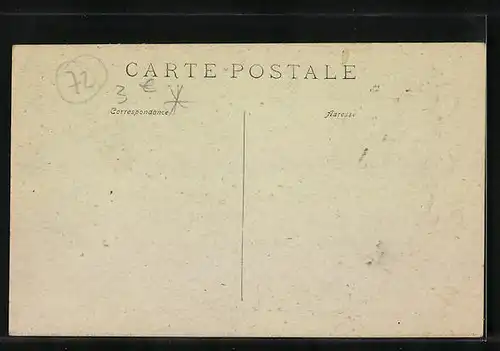 72
CARTE POSTALE
3 €
Correspondance
Adresse